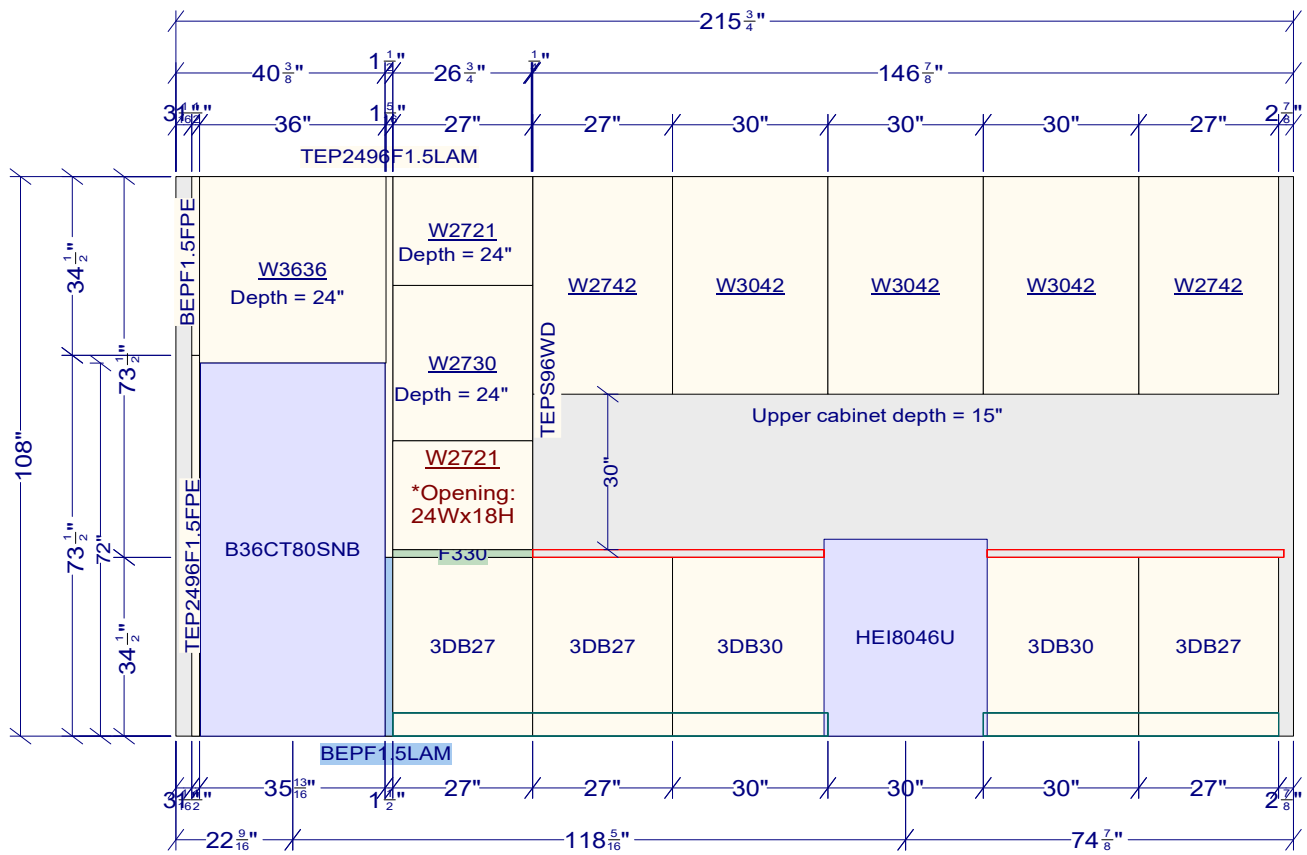 215 3/4"
40 3/8"
1 1/2"
26 3/4"
1/4"
146 7/8"
36"
1 5/16"
27"
27"
30"
30"
30"
27"
2 7/8"
TEP2496F1.5LAM
BEPF1.5FPE
W3636
Depth = 24"
W2721
Depth = 24"
W2742
W3042
W3042
W3042
W2742
34 1/2"
73 1/2"
W2730
Depth = 24"
TEPS96WD
Upper cabinet depth = 15"
108"
73 1/2"
72"
30"
W2721
*Opening:
24Wx18H
TEP2496F1.5FPE
B36CT80SNB
F330
34 1/2"
3DB27
3DB27
3DB30
HEI8046U
3DB30
3DB27
BEPF1.5LAM
35 13/16"
1 1/2"
27"
27"
30"
30"
30"
27"
2 7/8"
22 9/16"
118 5/16"
74 7/8"